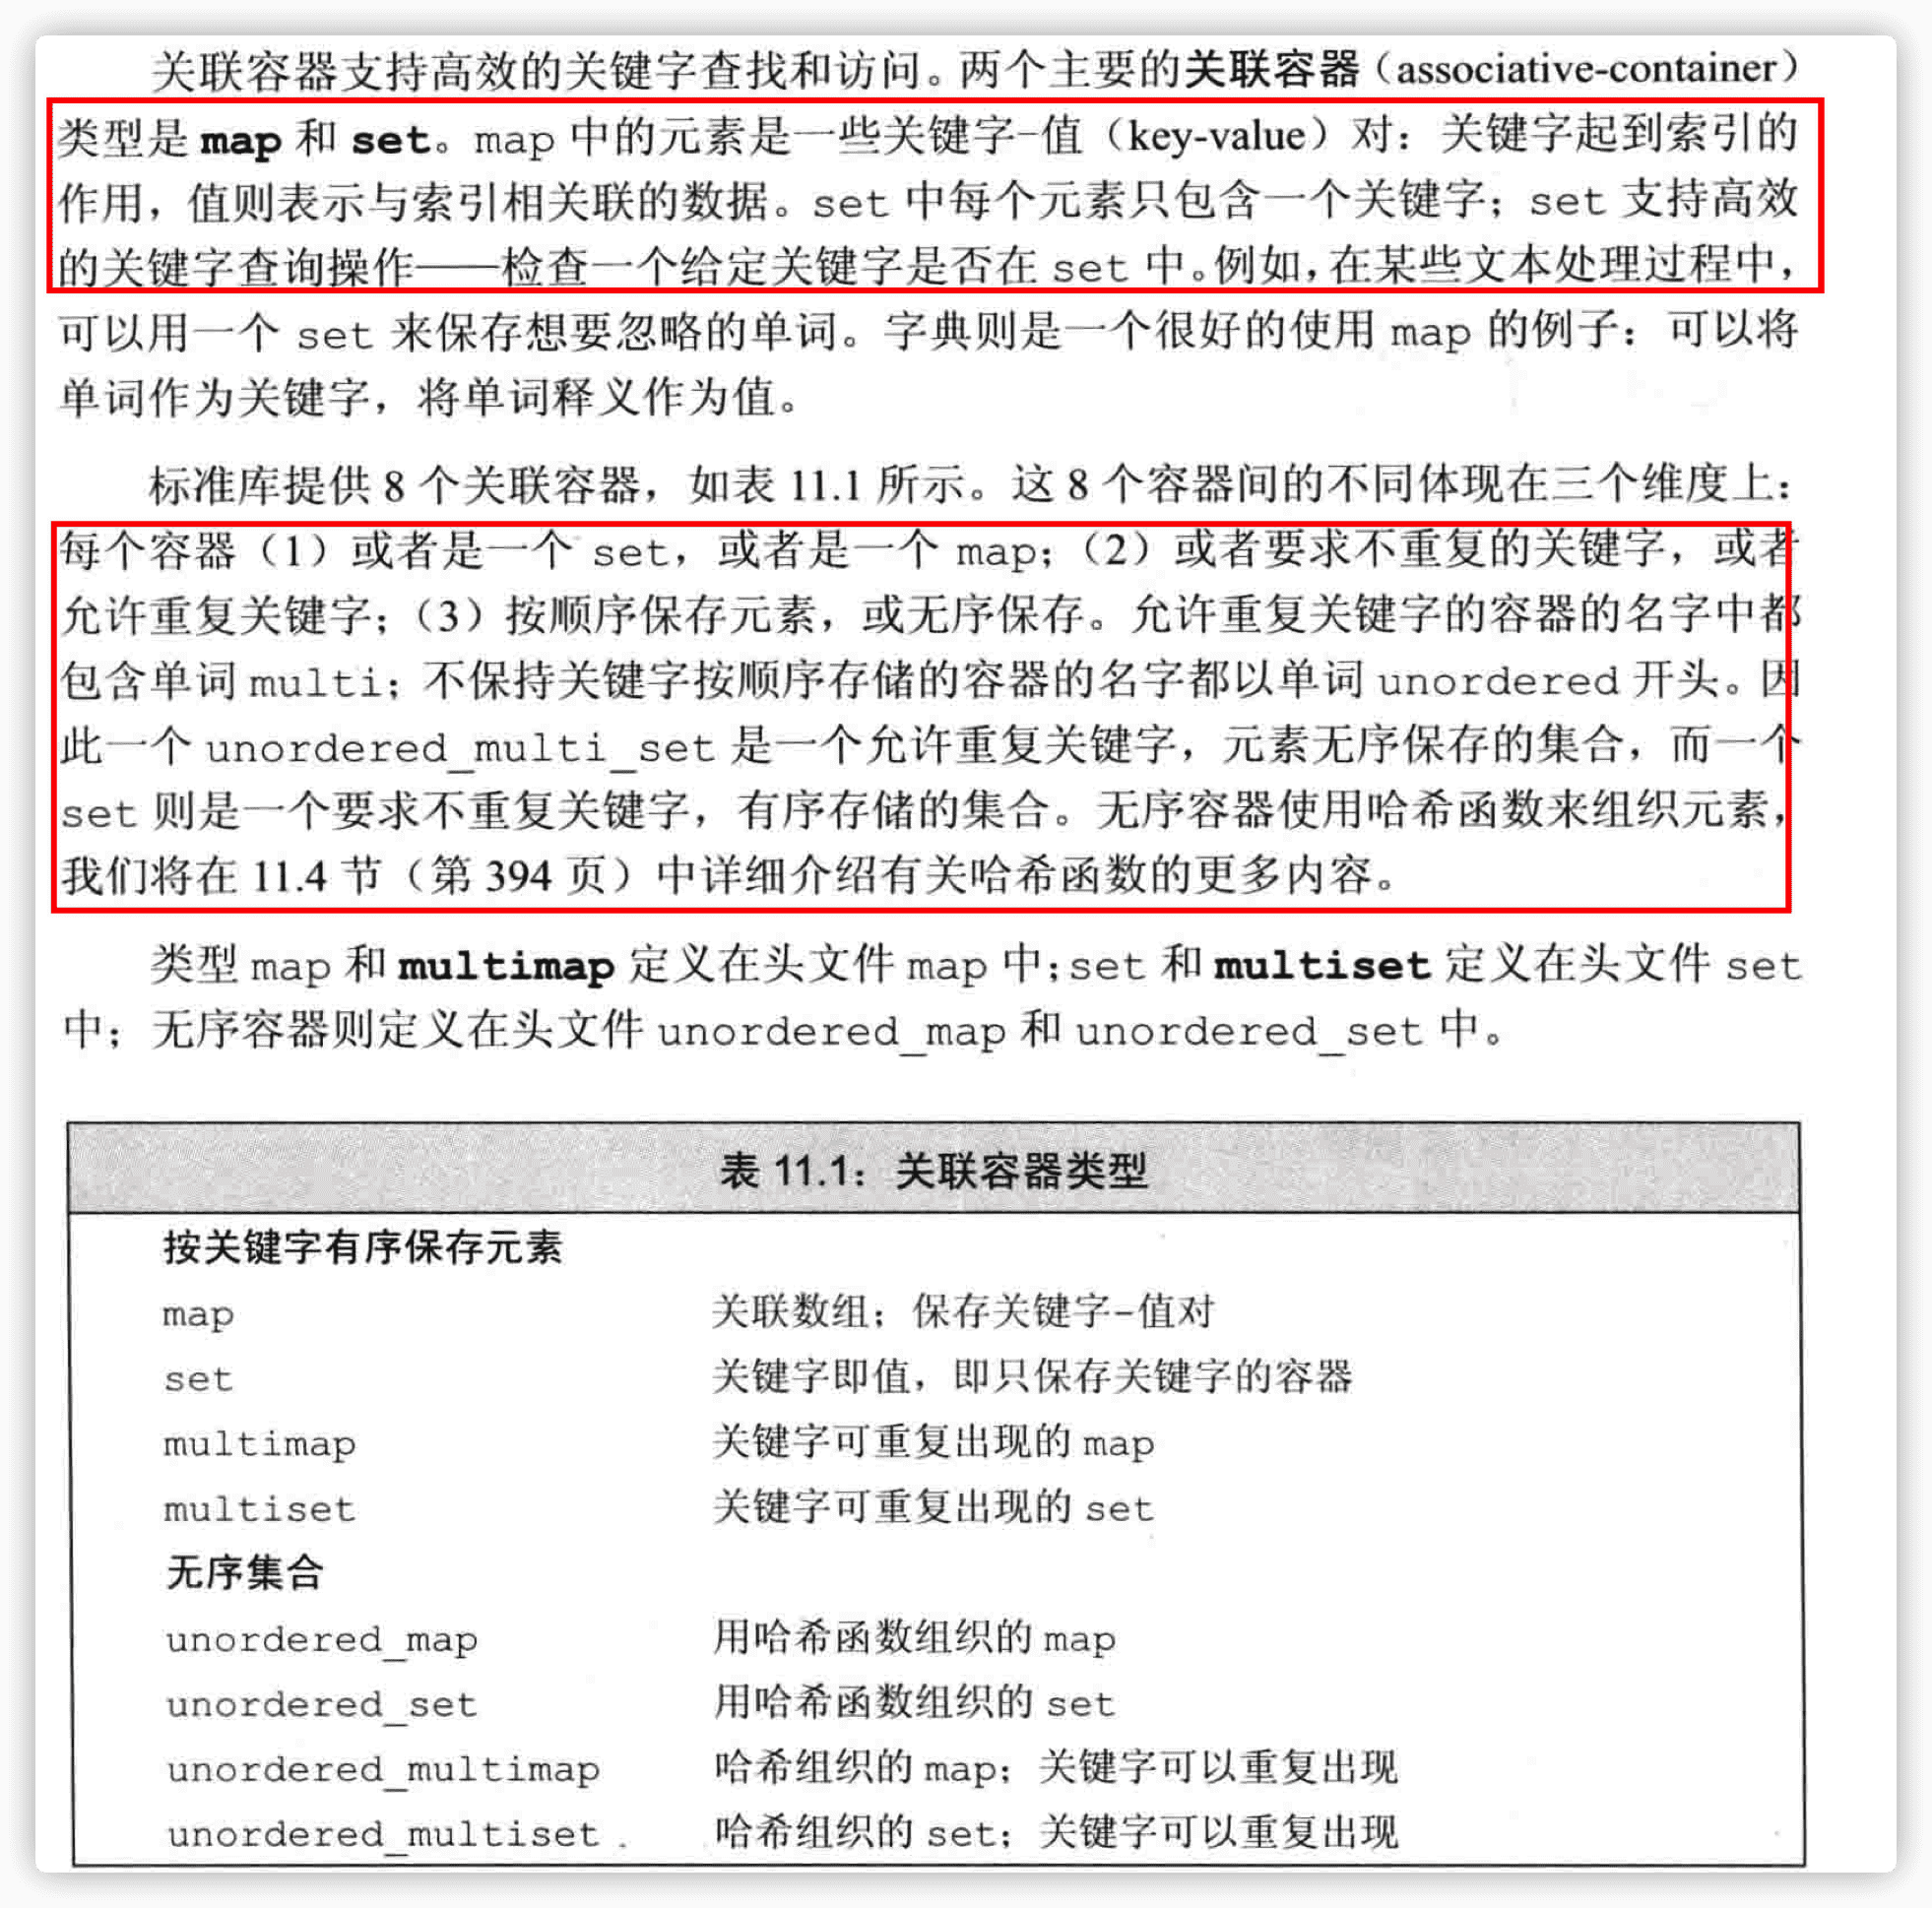 关联容器支持高效的关键字查找和访问。两个主要的关联容器（associative-container）
类型是 map 和 set。map 中的元素是一些关键字-值（key-value）对：关键字起到索引的
作用，值则表示与索引相关联的数据。set 中每个元素只包含一个关键字；set 支持高效
的关键字查询操作——检查一个给定关键字是否在 set 中。例如，在某些文本处理过程中，
可以用一个 set 来保存想要忽略的单词。字典则是一个很好的使用 map 的例子：可以将
单词作为关键字，将单词释义作为值。
标准库提供 8 个关联容器，如表 11.1 所示。这 8 个容器间的不同体现在三个维度上：
每个容器（1）或者是一个 set，或者是一个 map；（2）或者要求不重复的关键字，或者
允许重复关键字；（3）按顺序保存元素，或无序保存。允许重复关键字的容器的名字中都
包含单词 multi；不保持关键字按顺序存储的容器的名字都以单词 unordered 开头。因
此一个 unordered_multi_set 是一个允许重复关键字，元素无序保存的集合，而一个
set 则是一个要求不重复关键字，有序存储的集合。无序容器使用哈希函数来组织元素，
我们将在 11.4 节（第 394 页）中详细介绍有关哈希函数的更多内容。
类型 map 和 multimap 定义在头文件 map 中；set 和 multiset 定义在头文件 set
中；无序容器则定义在头文件 unordered_map 和 unordered_set 中。
表 11.1：关联容器类型
按关键字有序保存元素
map 关联数组；保存关键字-值对
set 关键字即值，即只保存关键字的容器
multimap 关键字可重复出现的 map
multiset 关键字可重复出现的 set
无序集合
unordered_map 用哈希函数组织的 map
unordered_set 用哈希函数组织的 set
unordered_multimap 哈希组织的 map；关键字可以重复出现
unordered_multiset 哈希组织的 set；关键字可以重复出现